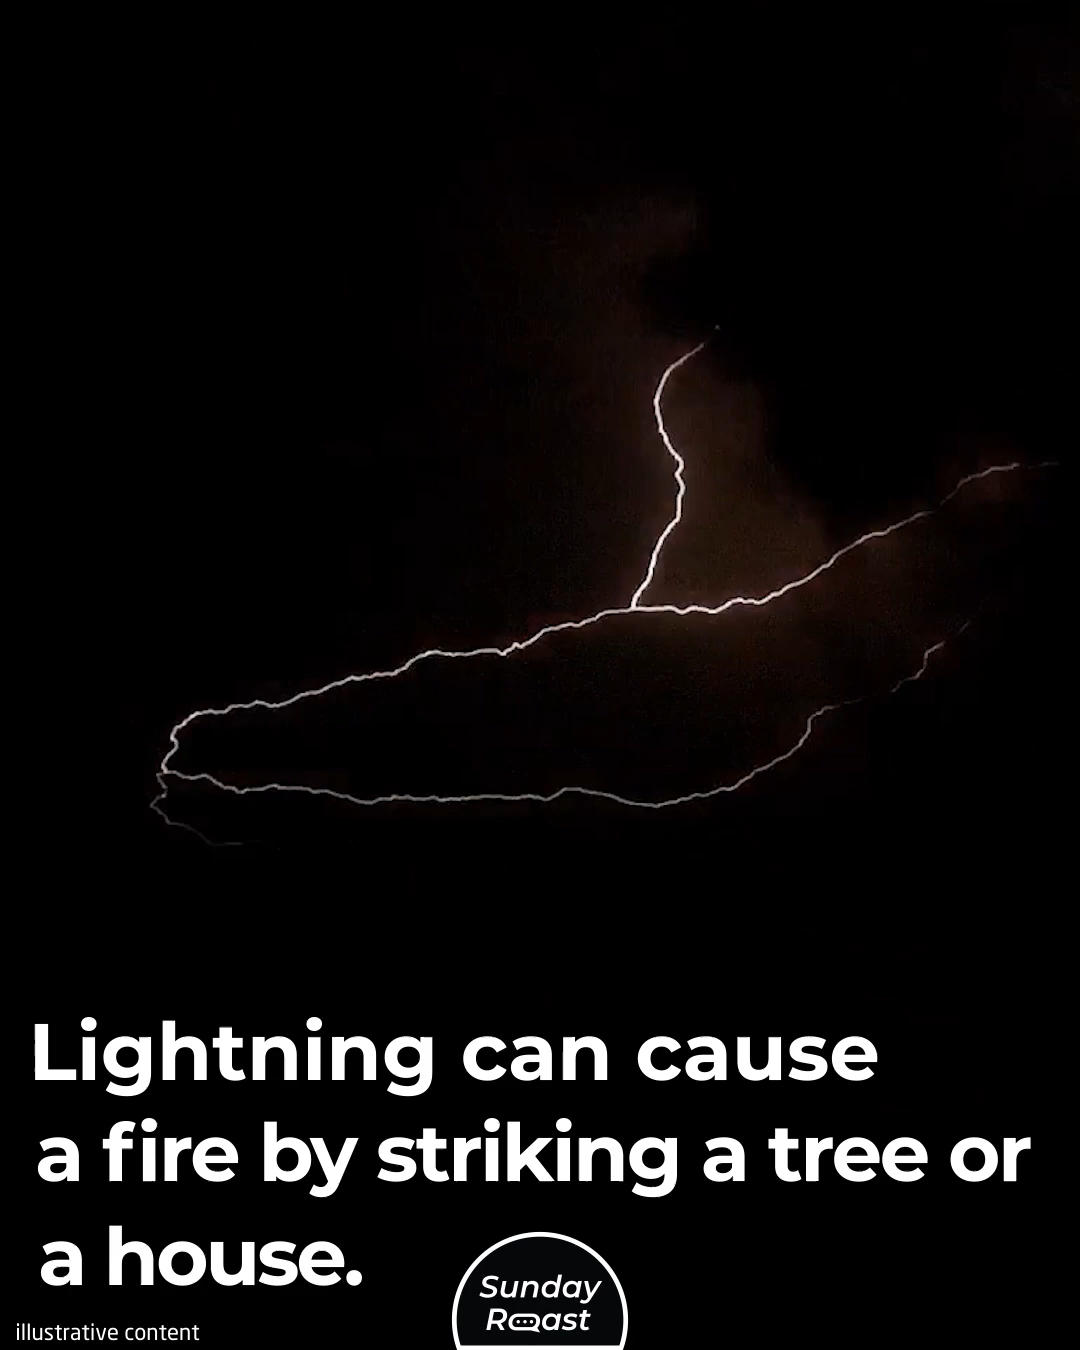 Lightning can cause
a fire by striking a tree or
a house.
Sunday
Roast
illustrative content